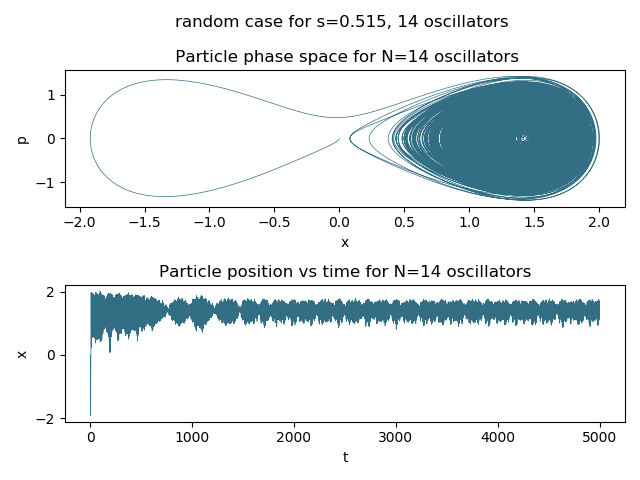 random case for s=0.515, 14 oscillators
Particle phase space for N=14 oscillators
1
0
−1
p
−2.0 −1.5 −1.0 −0.5 0.0 0.5 1.0 1.5 2.0
x
Particle position vs time for N=14 oscillators
2
0
−2
x
0 1000 2000 3000 4000 5000
t